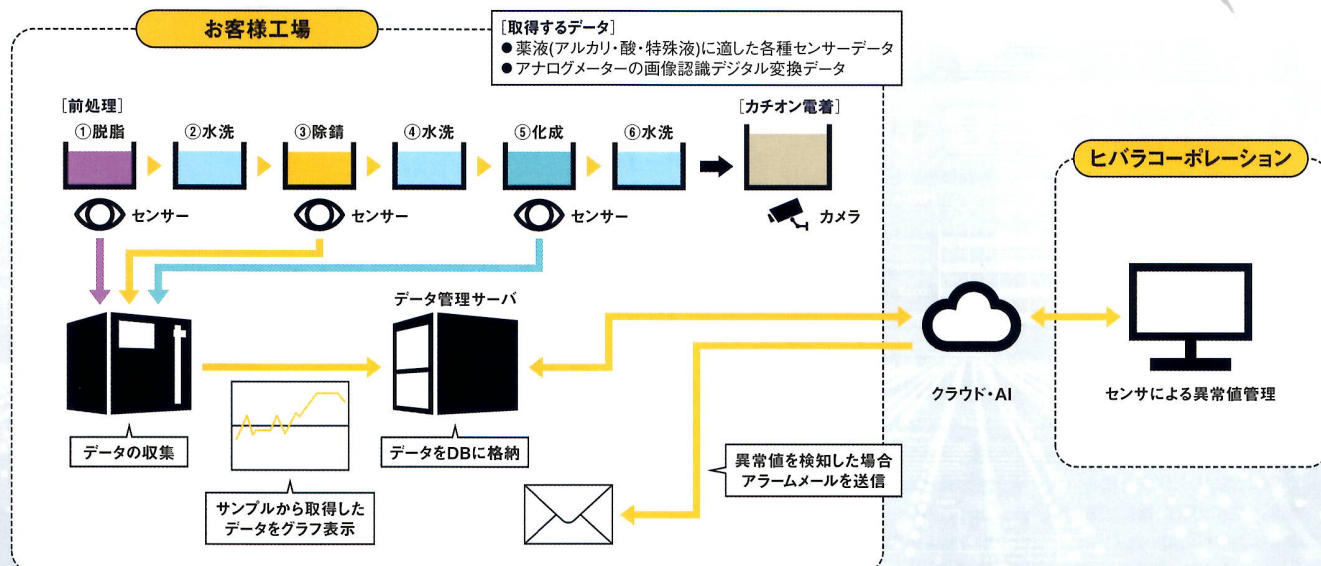 お客様工場
[取得するデータ]
●薬液(アルカリ・酸・特殊液)に適した各種センサーデータ
●アナログメーターの画像認識デジタル変換データ
[前処理]
①脱脂
②水洗
③除錆
④水洗
⑤化成
⑥水洗
[カチオン電着]
センサー
センサー
センサー
カメラ
ヒバラコーポレーション
データ管理サーバ
データの収集
データをDBに格納
サンプルから取得した
データをグラフ表示
異常値を検知した場合
アラームメールを送信
クラウド・AI
センサによる異常値管理